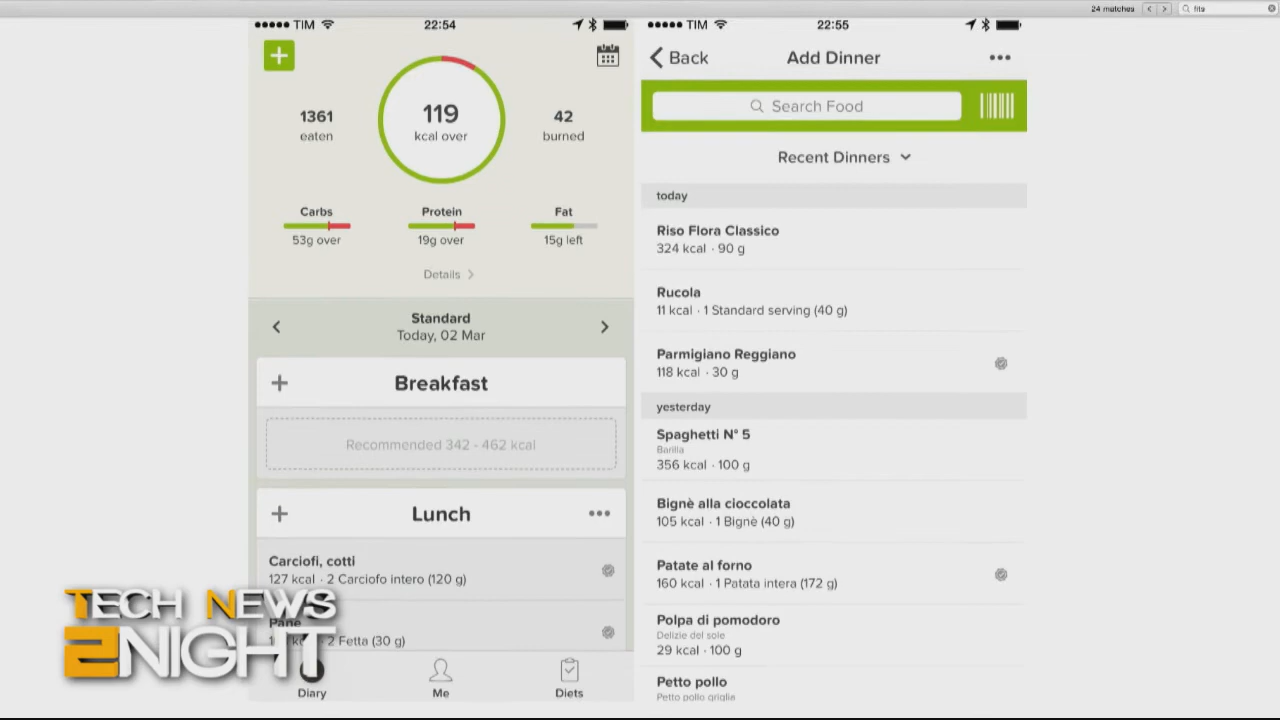 24 matches
fits
TIM
22:54
+
119
kcal over
1361
eaten
42
burned
Carbs
53g over
Protein
19g over
Fat
15g left
Details
Standard
Today, 02 Mar
+ Breakfast
Recommended 342 - 462 kcal
+ Lunch •••
Carciofi, cotti
127 kcal · 2 Carciofo intero (120 g)
Pane
2 Fetta (30 g)
Diary
Me
Diets
TIM
22:55
Back
Add Dinner
•••
Search Food
Recent Dinners
today
Riso Flora Classico
324 kcal · 90 g
Rucola
11 kcal · 1 Standard serving (40 g)
Parmigiano Reggiano
118 kcal · 30 g
yesterday
Spaghetti N° 5
Barilla
356 kcal · 100 g
Bignè alla cioccolata
105 kcal · 1 Bignè (40 g)
Patate al forno
160 kcal · 1 Patata intera (172 g)
Polpa di pomodoro
Delizie del sole
29 kcal · 100 g
Petto pollo
Petto pollo griglie
TECH NEWS
2NIGHT